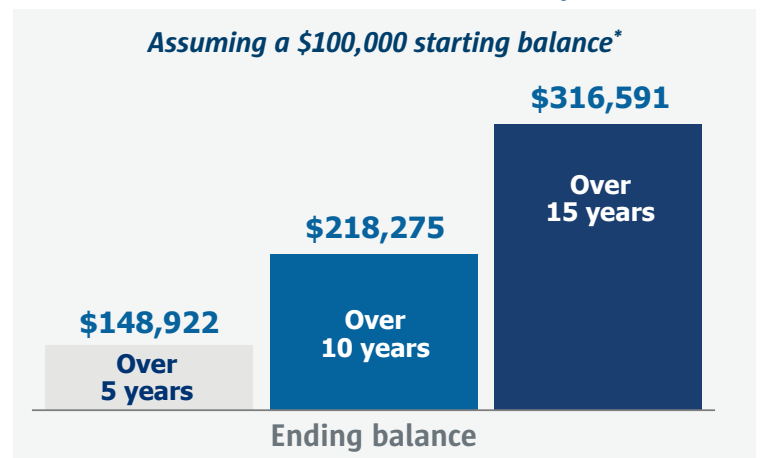 Assuming a $100,000 starting balance*
$316,591
Over
15 years
$218,275
Over
10 years
$148,922
Over
5 years
Ending balance